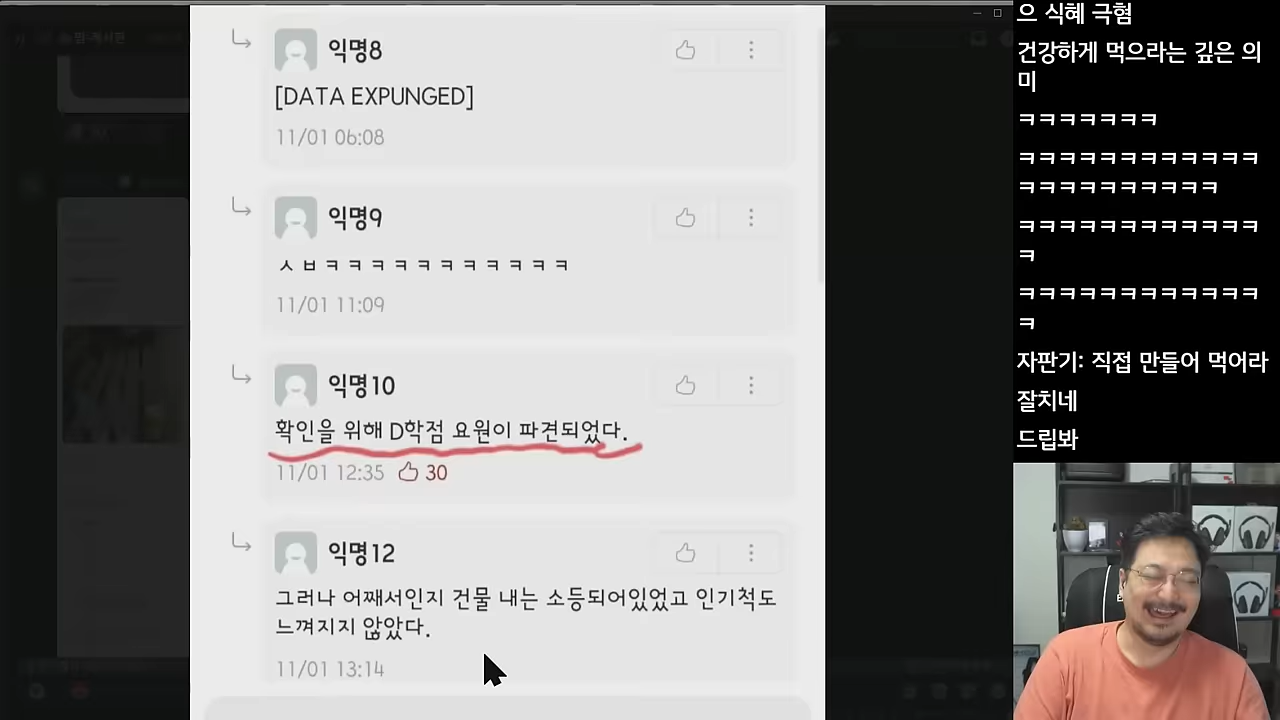 익명8
[DATA EXPUNGED]
11/01 06:08
익명9
ㅅㅂㅋㅋㅋㅋㅋㅋㅋㅋㅋㅋㅋ
11/01 11:09
익명10
확인을 위해 D학점 요원이 파견되었다.
11/01 12:35 30
익명12
그러나 어째서인지 건물 내는 소등되어있었고 인기척도
느껴지지 않았다.
11/01 13:14
으 식혜 극혐
건강하게 먹으라는 깊은 의
미
ㅋㅋㅋㅋㅋㅋㅋ
ㅋㅋㅋㅋㅋㅋㅋㅋㅋㅋㅋㅋ
ㅋㅋㅋㅋㅋㅋㅋㅋㅋㅋ
ㅋㅋㅋㅋㅋㅋㅋㅋㅋㅋㅋㅋ
ㅋ
ㅋㅋㅋㅋㅋㅋㅋㅋㅋㅋㅋㅋ
ㅋ
자판기: 직접 만들어 먹어라
잘치네
드립봐